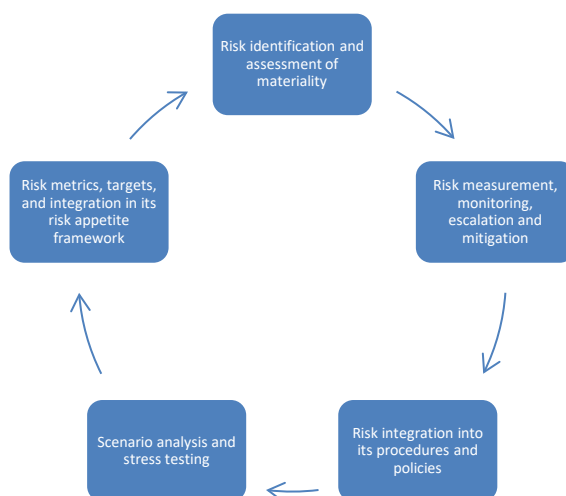 Risk identification and
assessment of
materiality
Risk measurement,
monitoring,
escalation and
mitigation
Risk integration into
its procedures and
policies
Scenario analysis and
stress testing
Risk metrics, targets,
and integration in its
risk appetite
framework